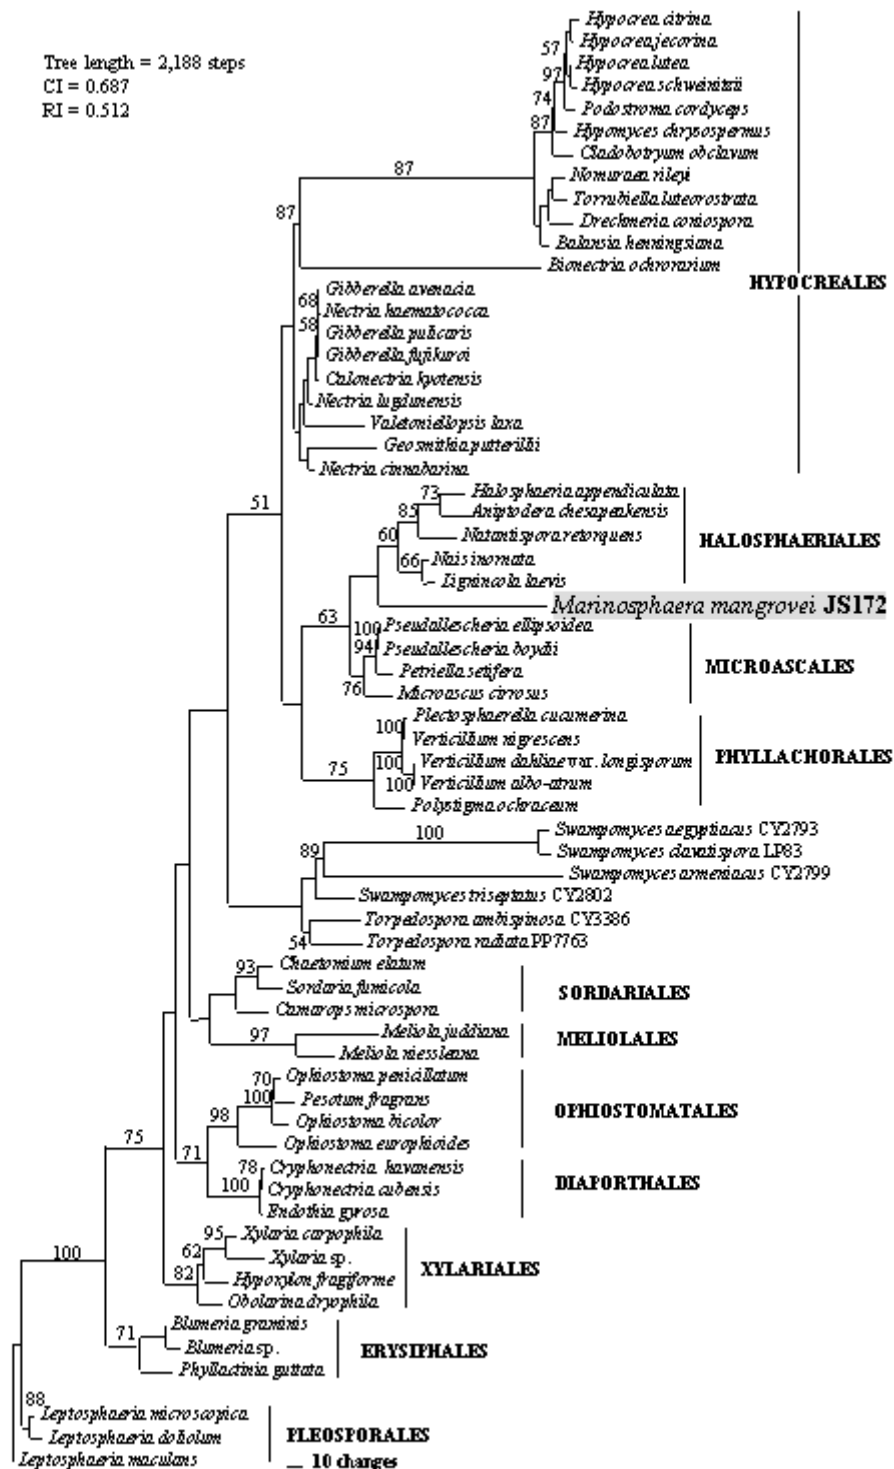 Tree length = 2,188 steps
CI = 0.687
RI = 0.512
Hypocrea citrina
57
Hypocrea jecorina
Hypocrea lutea
97
Hypocrea schweinitzii
74
Podostroma cordyceps
87
Hypomyces chrysospermus
Cladobotryum obclavum
87
Nomuraea rileyi
Torrubiella luteorostrata
87
Drechmeria coniospora
Balansia henningsiana
Bionectria ochrorarium
HYPOCREALES
Gibberella avenacia
68
Nectria haematococca
58
Gibberella pulicaris
Gibberella fujikuroi
Calonectria kyotensis
Nectria lugdunensis
Valetoniellopsis laxa
Geosmithia putterillii
Nectria cinnabarina
51
73
Halosphaeria appendiculata
85
Aniptodera chesapeakensis
60
Natantispora retorquens
HALOSPHAERIALES
66
Nais inornata
Lignincola laevis
Marinosphaera mangrovei JS172
63
100
Pseudallescheria ellipsoidea
94
Pseudallescheria boydii
Petriella setifera
MICROASCALES
76
Microascus cirrosus
Plectosphaerella cucumerina
100
Verticillium nigrescens
PHYLLACHORALES
75
100
Verticillium dahliae var. longisporum
100
Verticillium albo-atrum
Polystigma ochraceum
100
Swampomyces aegyptiacus CY2793
89
Swampomyces clavatispora LP83
Swampomyces armeniacus CY2799
Swampomyces triseptatus CY2802
Torpedospora ambispinosa CY3386
54
Torpedospora radiata PP7763
93
Chaetomium elatum
Sordaria fumicola
SORDARIALES
Camarops microspora
97
Meliola juddiana
MELIOLALES
Meliola niessleana
70
Ophiostoma penicillatum
100
Pesotum fragrans
98
Ophiostoma bicolor
OPHIOSTOMATALES
75
Ophiostoma europhioides
71
78
Cryphonectria havanensis
100
Cryphonectria cubensis
DIAPORTHALES
Endothia gyrosa
95
Xylaria carpophila
62
Xylaria sp.
100
82
Hypoxylon fragiforme
XYLARIALES
Obolarina dryophila
71
Blumeria graminis
Blumeria sp.
ERYSIPHALES
Phyllactinia guttata
88
Leptosphaeria microscopica
Leptosphaeria doliolum
PLEOSPORALES
Leptosphaeria maculans
10 changes